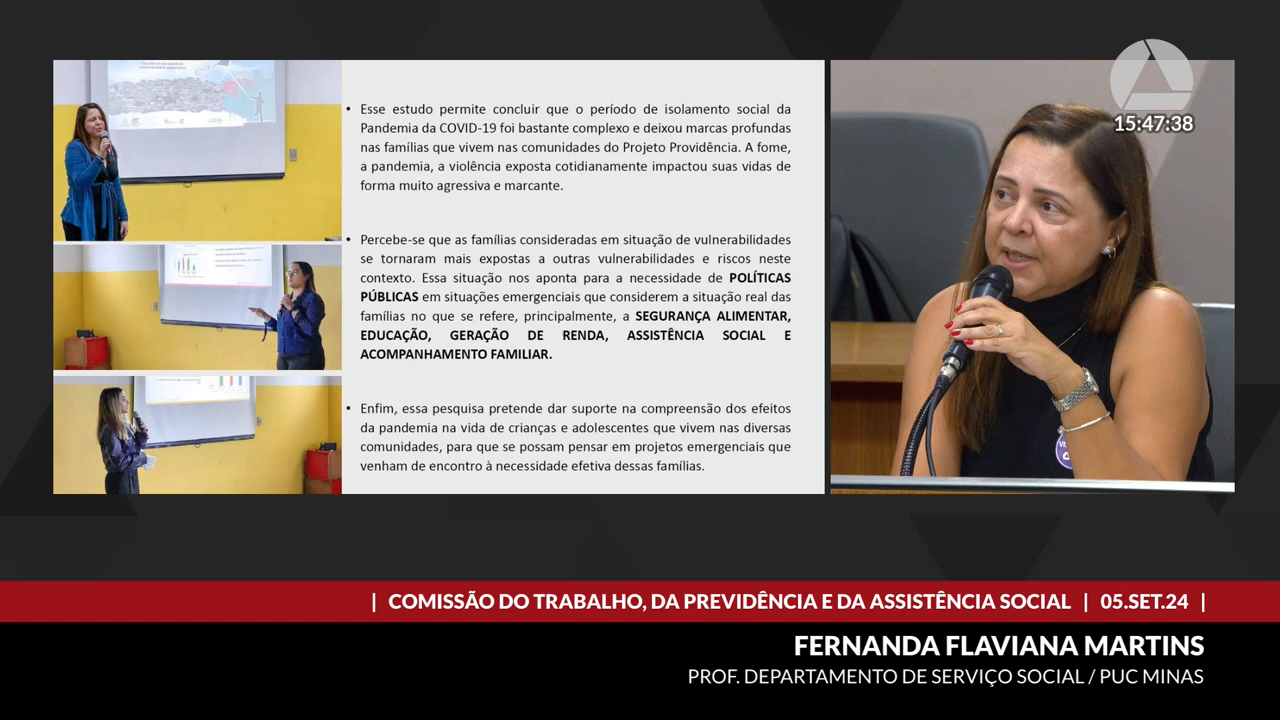 15:47:38
• Esse estudo permite concluir que o período de isolamento social da
Pandemia da COVID-19 foi bastante complexo e deixou marcas profundas
nas famílias que vivem nas comunidades do Projeto Providência. A fome,
a pandemia, a violência exposta cotidianamente impactou suas vidas de
forma muito agressiva e marcante.
• Percebe-se que as famílias consideradas em situação de vulnerabilidades
se tornaram mais expostas a outras vulnerabilidades e riscos neste
contexto. Essa situação nos aponta para a necessidade de POLÍTICAS
PÚBLICAS em situações emergenciais que considerem a situação real das
famílias no que se refere, principalmente, a SEGURANÇA ALIMENTAR,
EDUCAÇÃO, GERAÇÃO DE RENDA, ASSISTÊNCIA SOCIAL E
ACOMPANHAMENTO FAMILIAR.
• Enfim, essa pesquisa pretende dar suporte na compreensão dos efeitos
da pandemia na vida de crianças e adolescentes que vivem nas diversas
comunidades, para que se possam pensar em projetos emergenciais que
venham de encontro à necessidade efetiva dessas famílias.
| COMISSÃO DO TRABALHO, DA PREVIDÊNCIA E DA ASSISTÊNCIA SOCIAL | 05.SET.24 |
FERNANDA FLAVIANA MARTINS
PROF. DEPARTAMENTO DE SERVIÇO SOCIAL / PUC MINAS